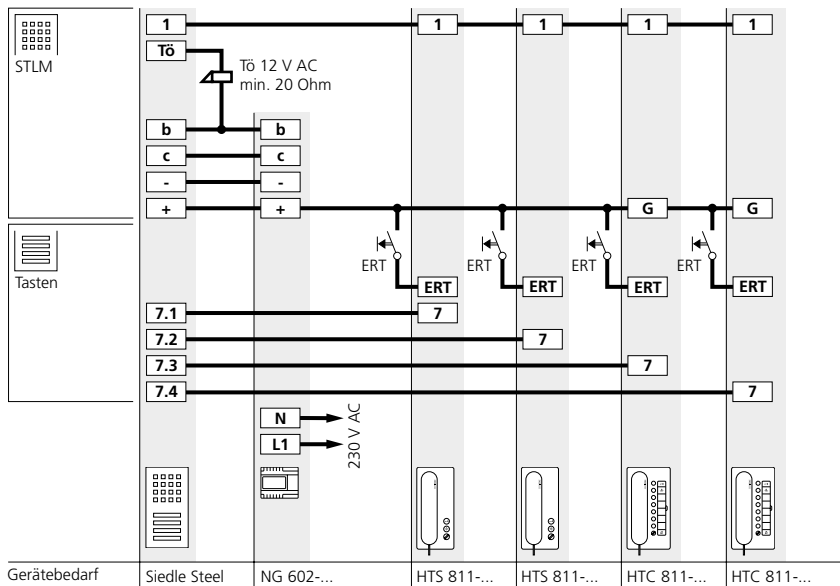 STLM
1 1 1 1 1
Tö
Tö 12 V AC
min. 20 Ohm
b b
c c
- -
+ + G G
ERT ERT ERT ERT
ERT ERT ERT ERT
Tasten
7.1 7
7.2 7
7.3 7
7.4 7
N
L1
230 V AC
Gerätebedarf Siedle Steel NG 602-... HTS 811-... HTS 811-... HTC 811-... HTC 811-...